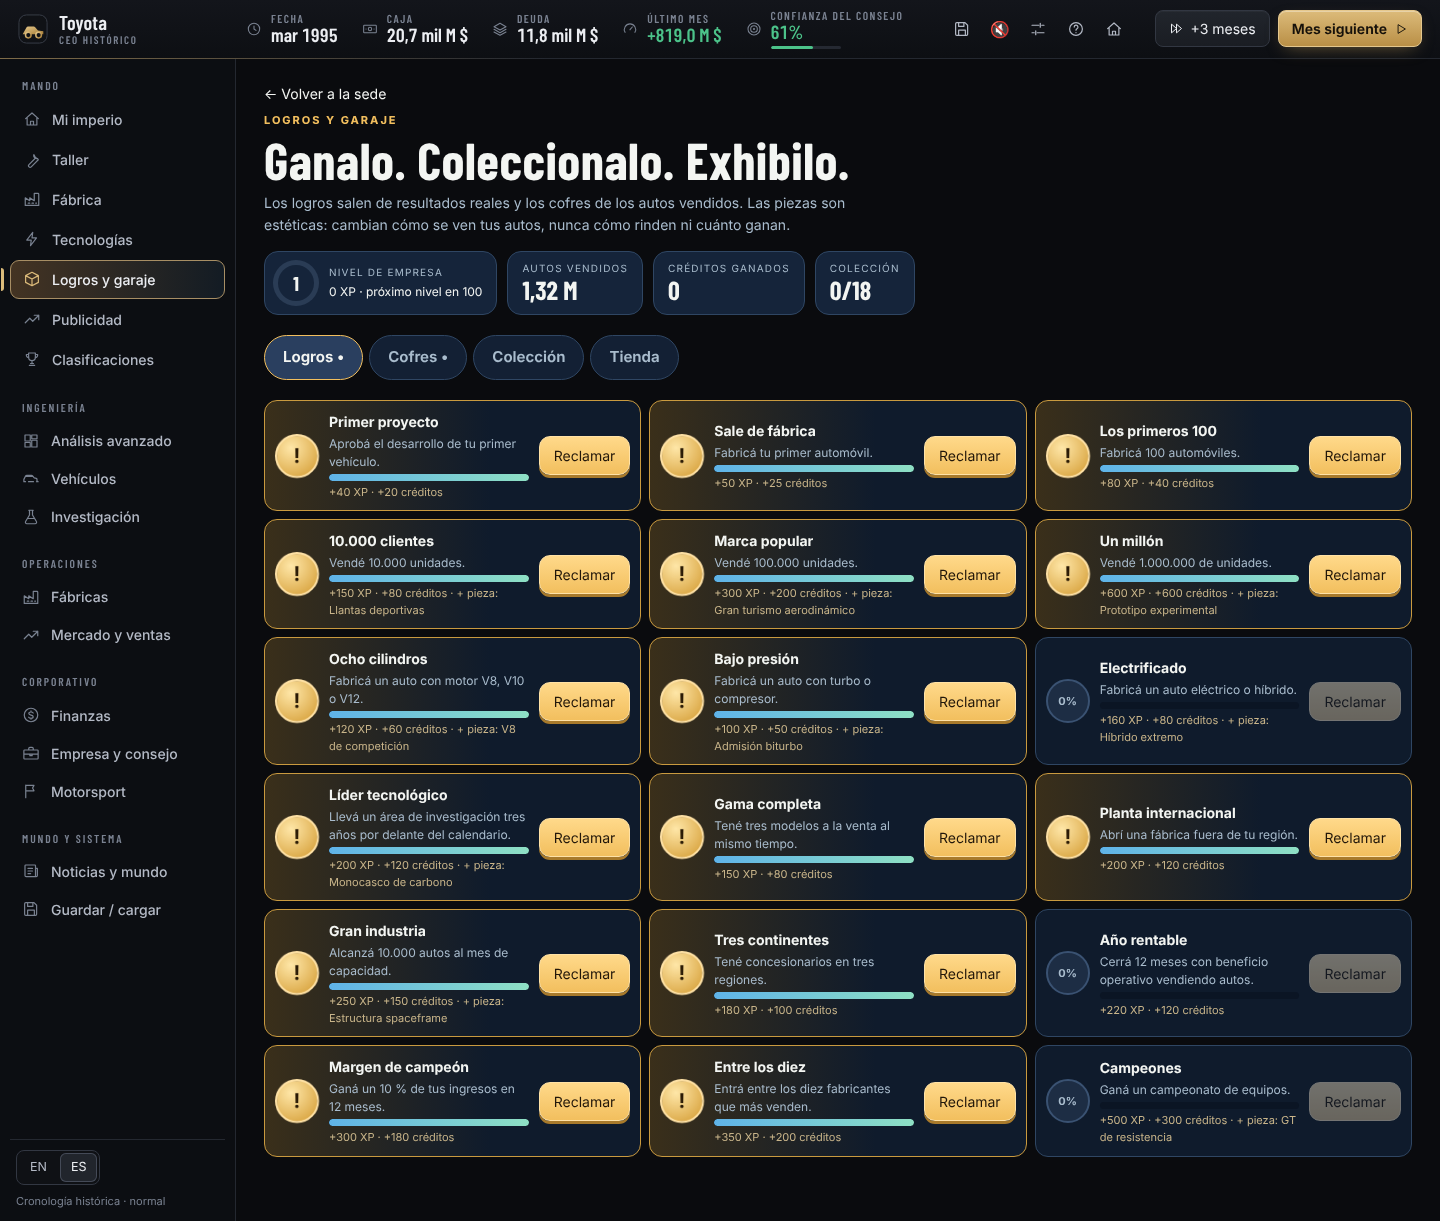 Toyota
CEO HISTÓRICO
FECHA
mar 1995
CAJA
20,7 mil M $
DEUDA
11,8 mil M $
ÚLTIMO MES
+819,0 M $
CONFIANZA DEL CONSEJO
61%
+3 meses
Mes siguiente
MANDO
Mi imperio
Taller
Fábrica
Tecnologías
Logros y garaje
Publicidad
Clasificaciones
INGENIERÍA
Análisis avanzado
Vehículos
Investigación
OPERACIONES
Fábricas
Mercado y ventas
CORPORATIVO
Finanzas
Empresa y consejo
Motorsport
MUNDO Y SISTEMA
Noticias y mundo
Guardar / cargar
EN
ES
Cronología histórica · normal
← Volver a la sede
LOGROS Y GARAJE
Ganalo. Coleccionalo. Exhibilo.
Los logros salen de resultados reales y los cofres de los autos vendidos. Las piezas son
estéticas: cambian cómo se ven tus autos, nunca cómo rinden ni cuánto ganan.
1
NIVEL DE EMPRESA
0 XP · próximo nivel en 100
AUTOS VENDIDOS
1,32 M
CRÉDITOS GANADOS
0
COLECCIÓN
0/18
Logros •
Cofres •
Colección
Tienda
!
Primer proyecto
Aprobá el desarrollo de tu primer
vehículo.
+40 XP · +20 créditos
Reclamar
!
Sale de fábrica
Fabricá tu primer automóvil.
+50 XP · +25 créditos
Reclamar
!
Los primeros 100
Fabricá 100 automóviles.
+80 XP · +40 créditos
Reclamar
!
10.000 clientes
Vendé 10.000 unidades.
+150 XP · +80 créditos · + pieza:
Llantas deportivas
Reclamar
!
Marca popular
Vendé 100.000 unidades.
+300 XP · +200 créditos · + pieza:
Gran turismo aerodinámico
Reclamar
!
Un millón
Vendé 1.000.000 de unidades.
+600 XP · +600 créditos · + pieza:
Prototipo experimental
Reclamar
!
Ocho cilindros
Fabricá un auto con motor V8, V10
o V12.
+120 XP · +60 créditos · + pieza: V8
de competición
Reclamar
!
Bajo presión
Fabricá un auto con turbo o
compresor.
+100 XP · +50 créditos · + pieza:
Admisión biturbo
Reclamar
0%
Electrificado
Fabricá un auto eléctrico o híbrido.
+160 XP · +80 créditos · + pieza:
Híbrido extremo
Reclamar
!
Líder tecnológico
Llevá un área de investigación tres
años por delante del calendario.
+200 XP · +120 créditos · + pieza:
Monocasco de carbono
Reclamar
!
Gama completa
Tené tres modelos a la venta al
mismo tiempo.
+150 XP · +80 créditos
Reclamar
!
Planta internacional
Abrí una fábrica fuera de tu región.
+200 XP · +120 créditos
Reclamar
!
Gran industria
Alcanzá 10.000 autos al mes de
capacidad.
+250 XP · +150 créditos · + pieza:
Estructura spaceframe
Reclamar
!
Tres continentes
Tené concesionarios en tres
regiones.
+180 XP · +100 créditos
Reclamar
0%
Año rentable
Cerrá 12 meses con beneficio
operativo vendiendo autos.
+220 XP · +120 créditos
Reclamar
!
Margen de campeón
Ganá un 10 % de tus ingresos en
12 meses.
+300 XP · +180 créditos
Reclamar
!
Entre los diez
Entrá entre los diez fabricantes
que más venden.
+350 XP · +200 créditos
Reclamar
0%
Campeones
Ganá un campeonato de equipos.
+500 XP · +300 créditos · + pieza: GT
de resistencia
Reclamar